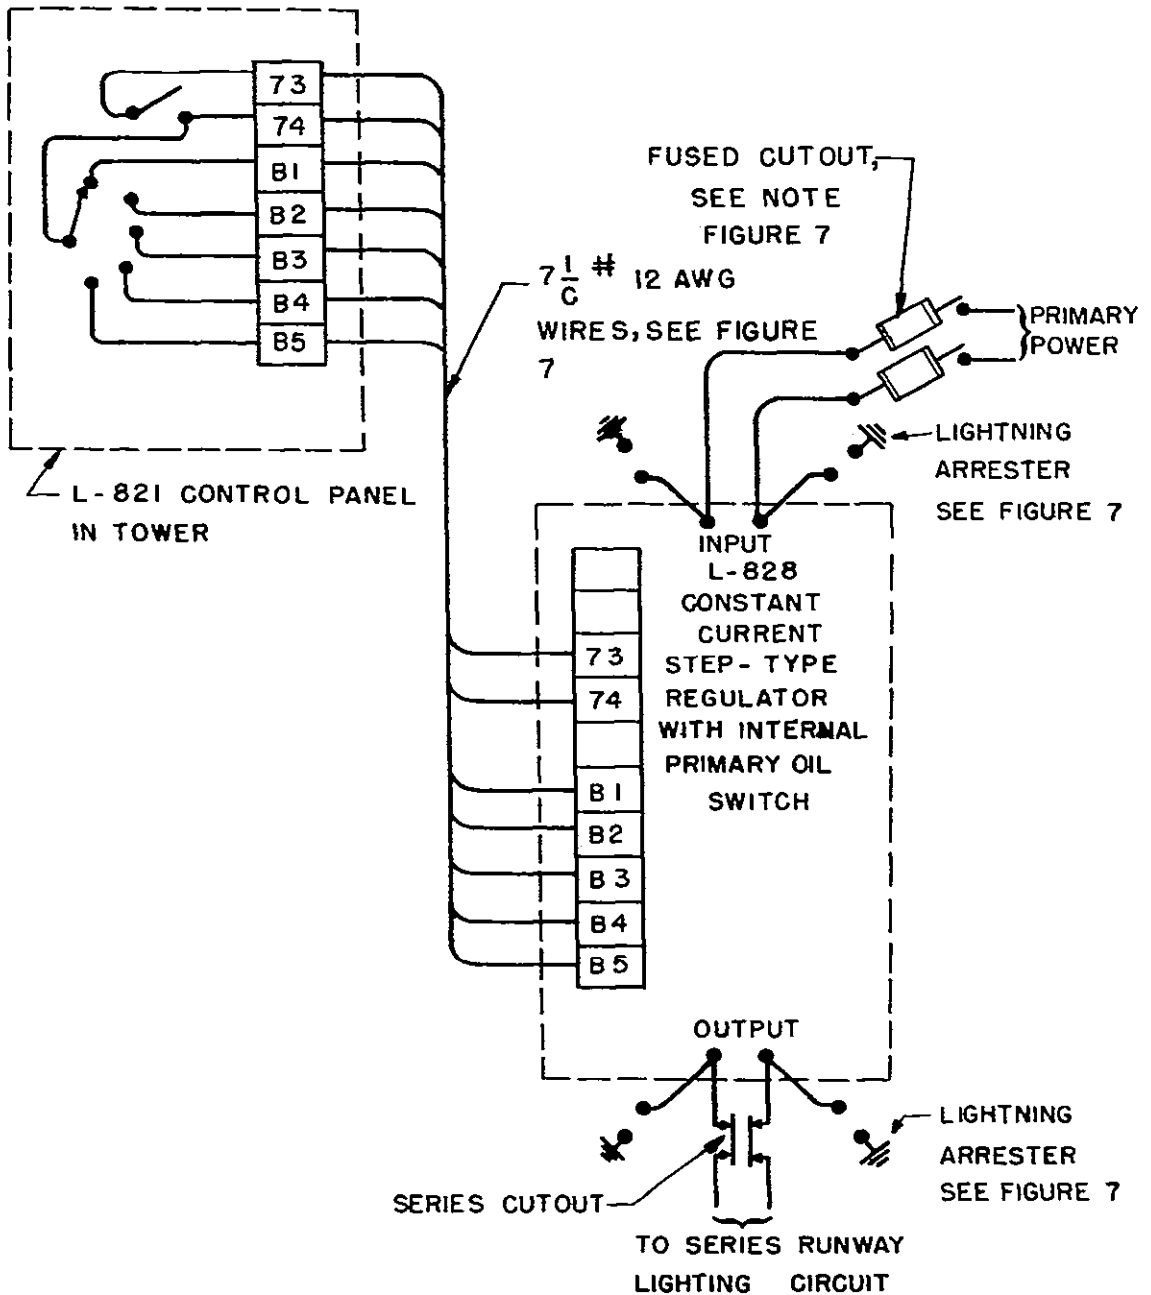 73
74
B1
B2
B3
B4
B5
FUSED CUTOUT,
SEE NOTE
FIGURE 7
7 1/C # 12 AWG
WIRES, SEE FIGURE
7
PRIMARY
POWER
LIGHTNING
ARRESTER
SEE FIGURE 7
L-821 CONTROL PANEL
IN TOWER
INPUT
L-828
CONSTANT
CURRENT
STEP-TYPE
REGULATOR
WITH INTERNAL
PRIMARY OIL
SWITCH
73
74
B1
B2
B3
B4
B5
OUTPUT
LIGHTNING
ARRESTER
SEE FIGURE 7
SERIES CUTOUT
TO SERIES RUNWAY
LIGHTING CIRCUIT